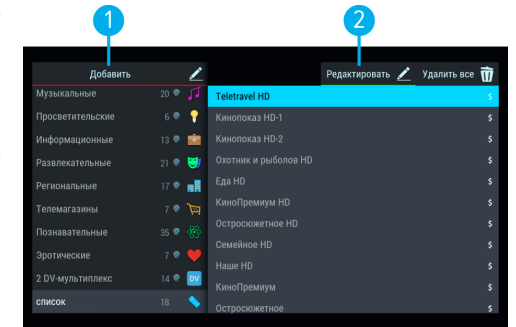 1
2
Добавить
Редактировать Удалить все
Музыкальные 20
Просветительские 6
Информационные 13
Развлекательные 21
Региональные 17
Телемагазины 7
Познавательные 35
Эротические 7
2 DV-мультиплекс 14 DV
список 18
Teletravel HD $
Кинопоказ HD-1 $
Кинопоказ HD-2 $
Охотник и рыболов HD $
Еда HD $
КиноПремиум HD $
Остросюжетное HD $
Семейное HD $
Наше HD $
КиноПремиум $
Остросюжетное $